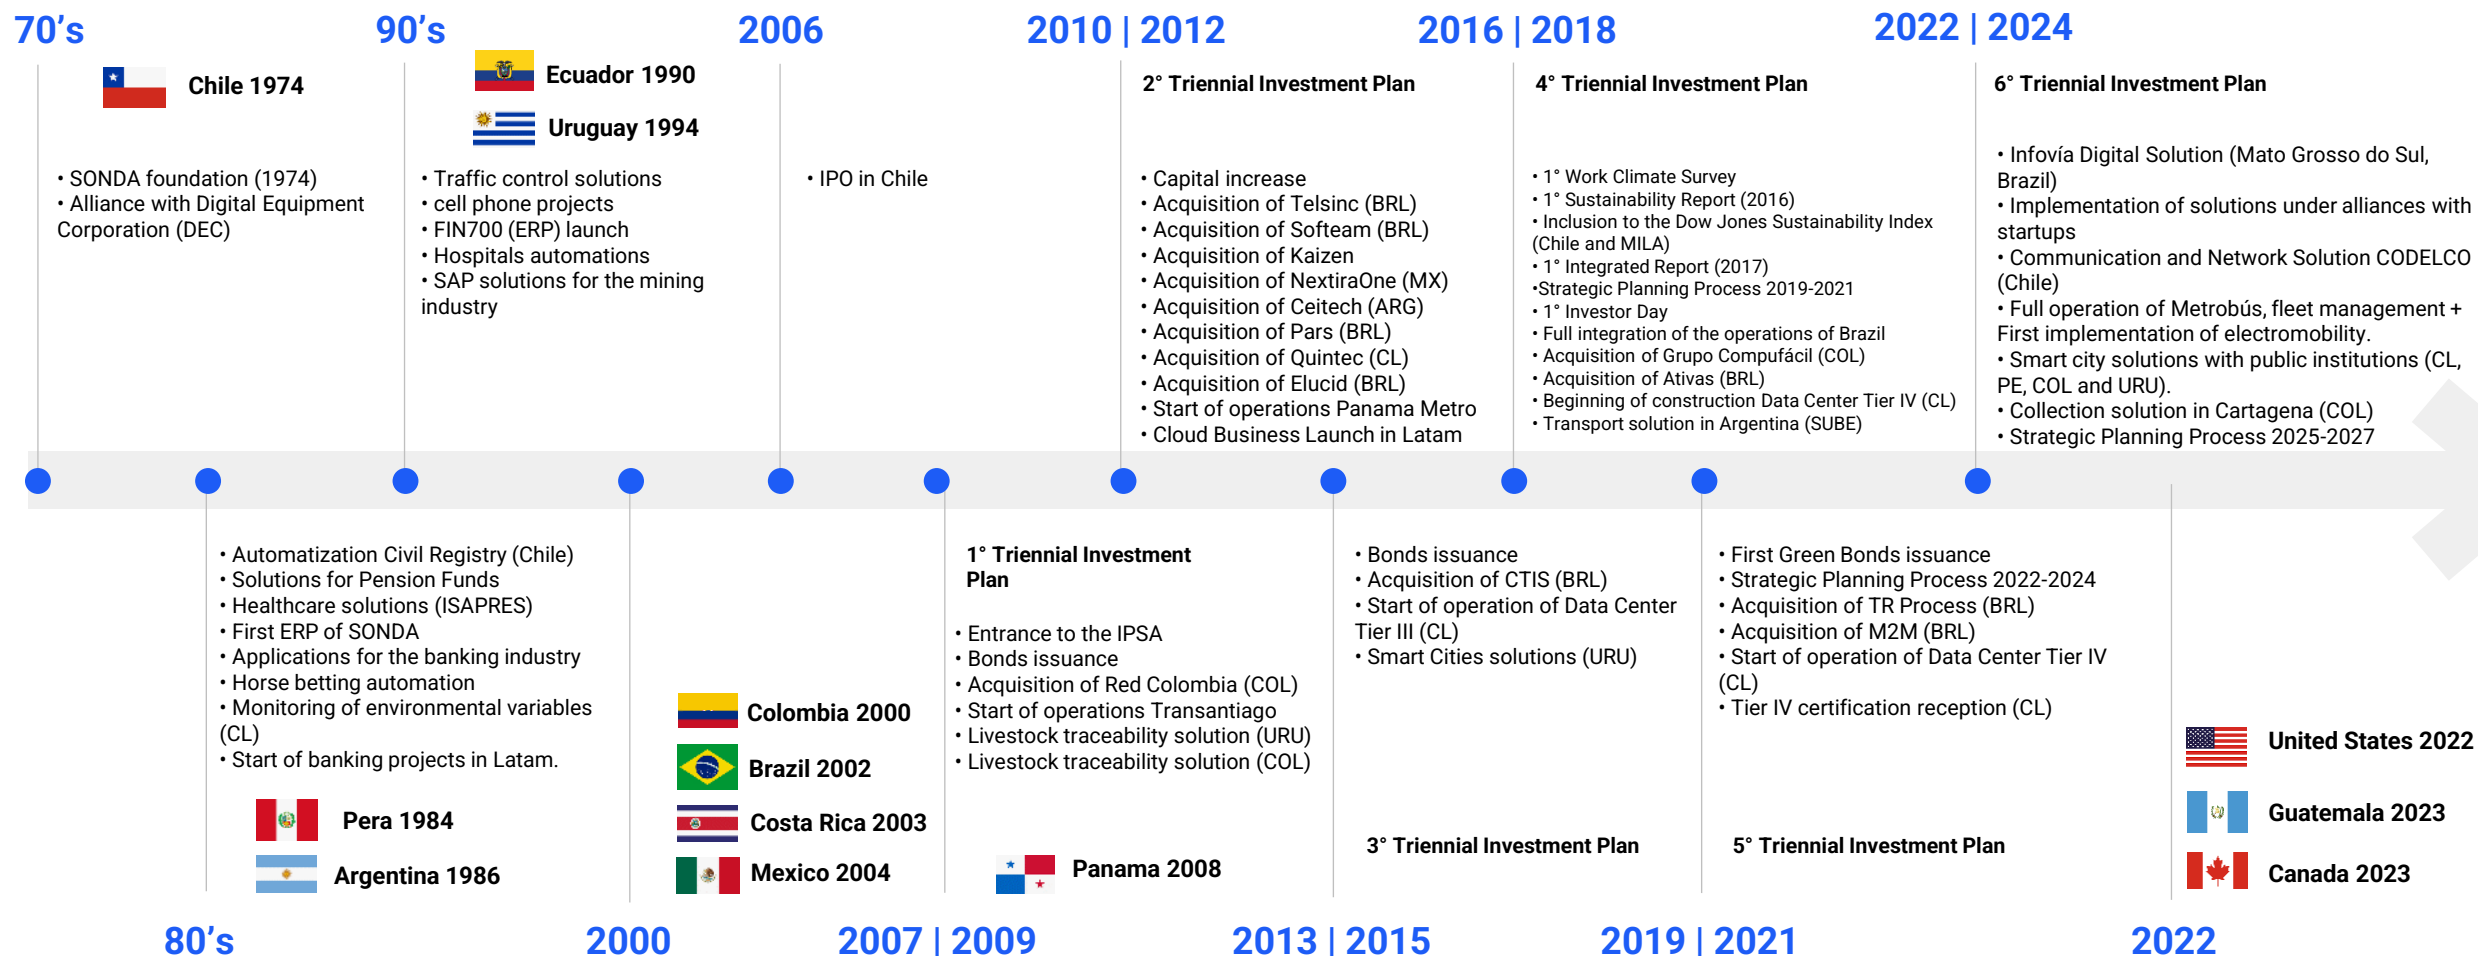 70’s
90’s
2006
2010 | 2012
2016 | 2018
2022 | 2024
Chile 1974
• SONDA foundation (1974)
• Alliance with Digital Equipment
Corporation (DEC)
Ecuador 1990
Uruguay 1994
• Traffic control solutions
• cell phone projects
• FIN700 (ERP) launch
• Hospitals automations
• SAP solutions for the mining
industry
• IPO in Chile
2° Triennial Investment Plan
• Capital increase
• Acquisition of Telsinc (BRL)
• Acquisition of Softeam (BRL)
• Acquisition of Kaizen
• Acquisition of NextiraOne (MX)
• Acquisition of Ceitech (ARG)
• Acquisition of Pars (BRL)
• Acquisition of Quintec (CL)
• Acquisition of Elucid (BRL)
• Start of operations Panama Metro
• Cloud Business Launch in Latam
4° Triennial Investment Plan
• 1° Work Climate Survey
• 1° Sustainability Report (2016)
• Inclusion to the Dow Jones Sustainability Index
(Chile and MILA)
• 1° Integrated Report (2017)
•Strategic Planning Process 2019-2021
• 1° Investor Day
• Full integration of the operations of Brazil
• Acquisition of Grupo Compufácil (COL)
• Acquisition of Ativas (BRL)
• Beginning of construction Data Center Tier IV (CL)
• Transport solution in Argentina (SUBE)
6° Triennial Investment Plan
• Infovía Digital Solution (Mato Grosso do Sul,
Brazil)
• Implementation of solutions under alliances with
startups
• Communication and Network Solution CODELCO
(Chile)
• Full operation of Metrobús, fleet management +
First implementation of electromobility.
• Smart city solutions with public institutions (CL,
PE, COL and URU).
• Collection solution in Cartagena (COL)
• Strategic Planning Process 2025-2027
• Automatization Civil Registry (Chile)
• Solutions for Pension Funds
• Healthcare solutions (ISAPRES)
• First ERP of SONDA
• Applications for the banking industry
• Horse betting automation
• Monitoring of environmental variables
(CL)
• Start of banking projects in Latam.
Pera 1984
Argentina 1986
Colombia 2000
Brazil 2002
Costa Rica 2003
Mexico 2004
1° Triennial Investment
Plan
• Entrance to the IPSA
• Bonds issuance
• Acquisition of Red Colombia (COL)
• Start of operations Transantiago
• Livestock traceability solution (URU)
• Livestock traceability solution (COL)
Panama 2008
• Bonds issuance
• Acquisition of CTIS (BRL)
• Start of operation of Data Center
Tier III (CL)
• Smart Cities solutions (URU)
3° Triennial Investment Plan
• First Green Bonds issuance
• Strategic Planning Process 2022-2024
• Acquisition of TR Process (BRL)
• Acquisition of M2M (BRL)
• Start of operation of Data Center Tier IV
(CL)
• Tier IV certification reception (CL)
5° Triennial Investment Plan
United States 2022
Guatemala 2023
Canada 2023
80’s
2000
2007 | 2009
2013 | 2015
2019 | 2021
2022